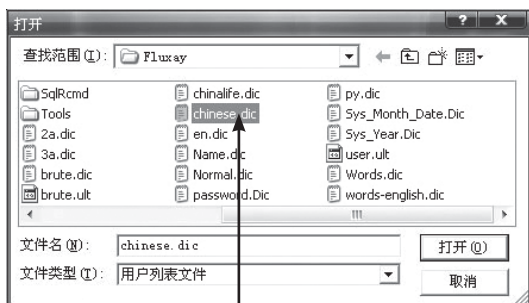 打开
查找范围(I): Fluxay
SqlRcmd chinalife.dic py.dic
Tools chinese.dic Sys_Month_Date.Dic
2a.dic en.dic Sys_Year.Dic
3a.dic Name.dic user.ult
brute.dic Normal.dic Words.dic
brute.ult password.Dic words-english.dic
文件名(N): chinese.dic 打开(O)
文件类型(T): 用户列表文件 取消